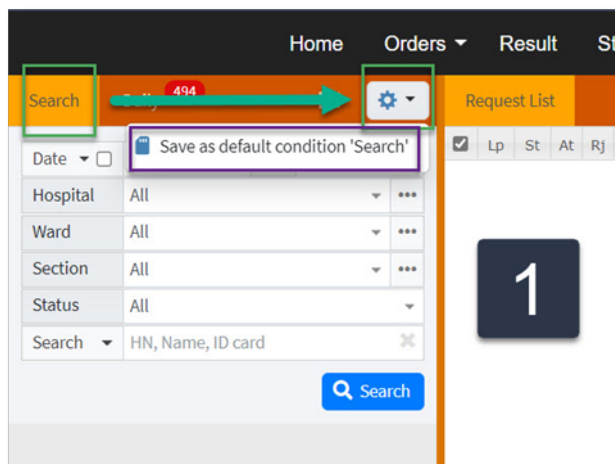 Home Orders Result St
Search 494 Request List
Save as default condition 'Search'
Date Lp St At Rj
Hospital All
Ward All
Section All
Status All
Search HN, Name, ID card
Search
1